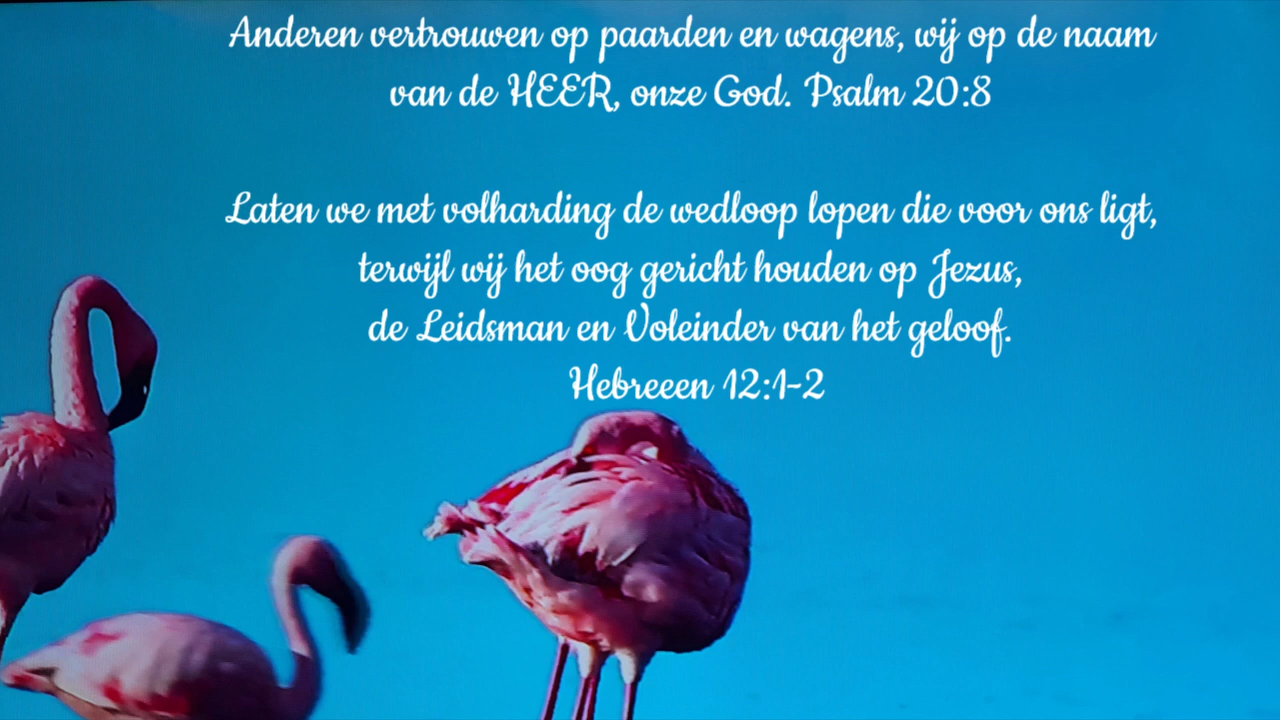 Anderen vertrouwen op paarden en wagens, wij op de naam
van de HEER, onze God. Psalm 20:8
Laten we met volharding de wedloop lopen die voor ons ligt,
terwijl wij het oog gericht houden op Jezus,
de Leidsman en Voleinder van het geloof.
Hebreeen 12:1-2